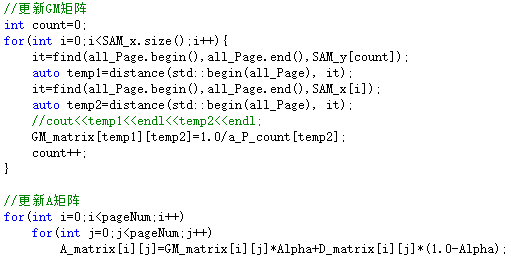 //更新GM矩阵
int count=0;
for(int i=0;i<SAM_x.size();i++){
it=find(all_Page.begin(),all_Page.end(),SAM_y[count]);
auto temp1=distance(std::begin(all_Page), it);
it=find(all_Page.begin(),all_Page.end(),SAM_x[i]);
auto temp2=distance(std::begin(all_Page), it);
//cout<<temp1<<endl<<temp2<<endl;
GM_matrix[temp1][temp2]=1.0/a_P_count[temp2];
count++;
}
//更新A矩阵
for(int i=0;i<pageNum;i++)
for(int j=0;j<pageNum;j++)
A_matrix[i][j]=GM_matrix[i][j]*Alpha+D_matrix[i][j]*(1.0-Alpha);